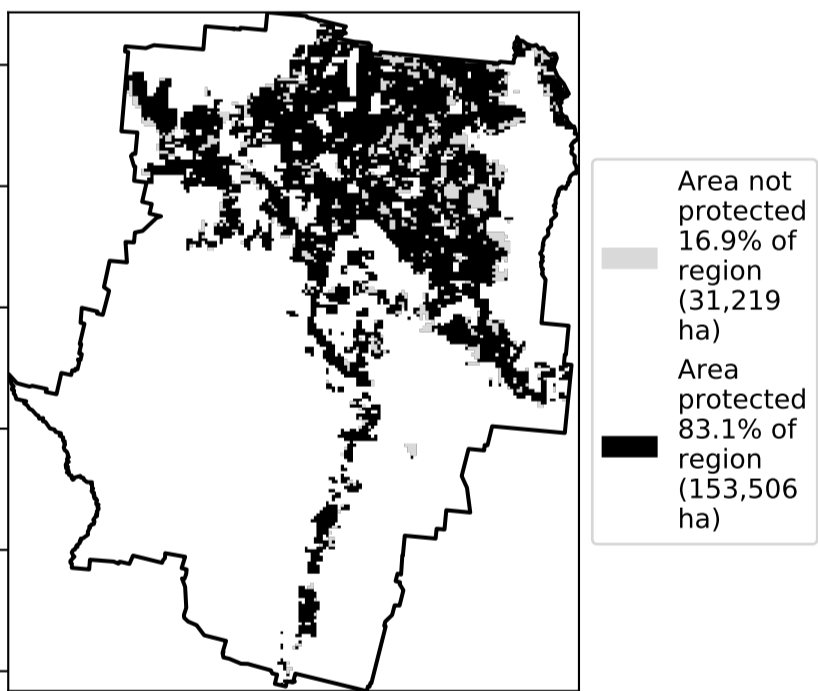 Area not
protected
16.9% of
region
(31,219
ha)
Area
protected
83.1% of
region
(153,506
ha)